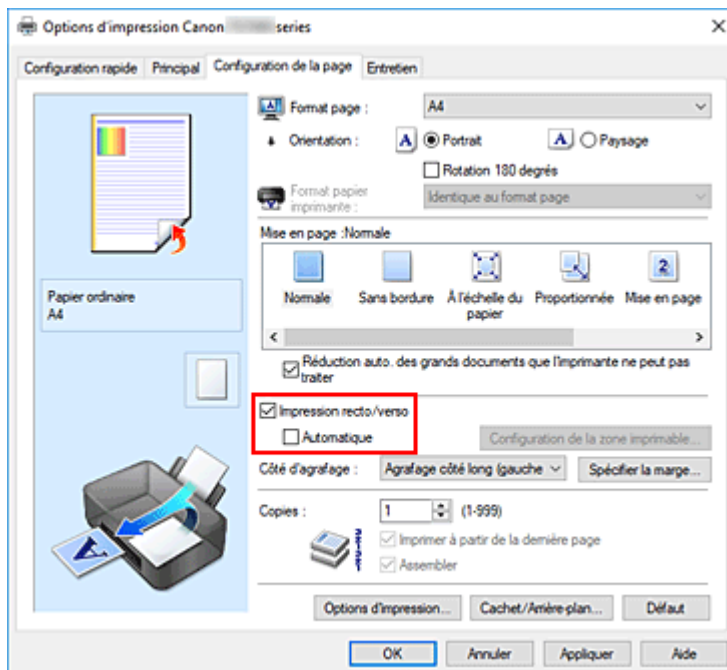 Options d'impression Canon series
Configuration rapide Principal Configuration de la page Entretien
Format page : A4
Orientation : A Portrait A Paysage
Rotation 180 degrés
Format papier
imprimante : Identique au format page
Mise en page :Normale
2
Normale Sans bordure À l'échelle du
papier Proportionnée Mise en page
Papier ordinaire
A4
Réduction auto. des grands documents que l'imprimante ne peut pas
traiter
Impression recto/verso
Automatique
Configuration de la zone imprimable...
Côté d'agrafage : Agrafage côté long (gauche Spécifier la marge...
Copies : 1 (1-999)
Imprimer à partir de la dernière page
Assembler
A
Options d'impression... Cachet/Arrière-plan... Défaut
OK Annuler Appliquer Aide